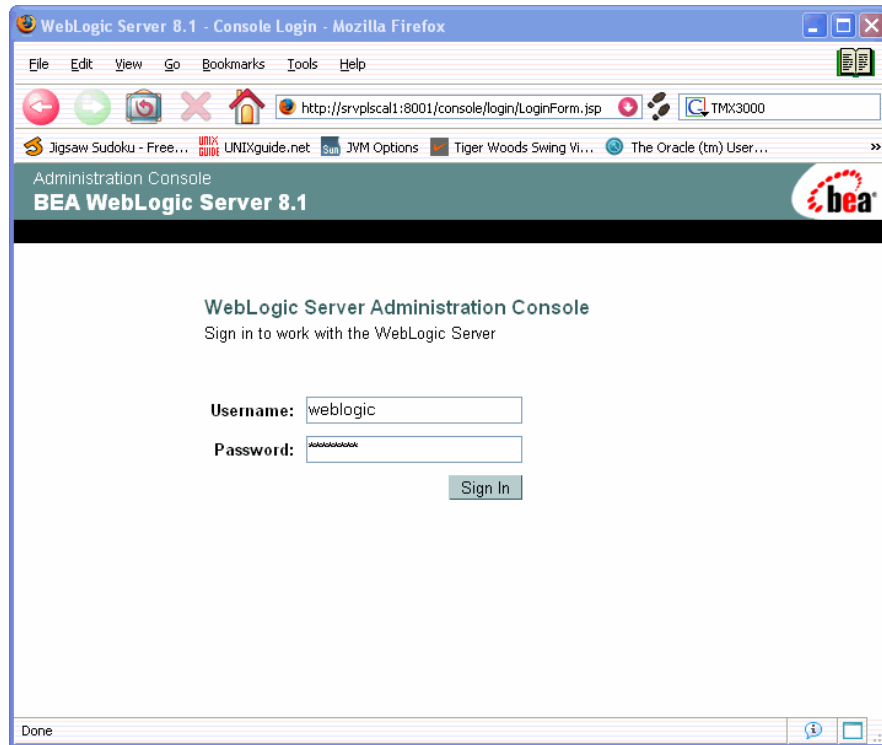 WebLogic Server 8.1 - Console Login - Mozilla Firefox
File Edit View Go Bookmarks Tools Help
http://srvplscal1:8001/console/login/LoginForm.jsp TMX3000
Jigsaw Sudoku - Free... UNIX GUIDE UNIXguide.net Sun JVM Options Tiger Woods Swing Vi... The Oracle (tm) User... »
Administration Console
BEA WebLogic Server 8.1
bea
WebLogic Server Administration Console
Sign in to work with the WebLogic Server
Username: weblogic
Password: *********
Sign In
Done